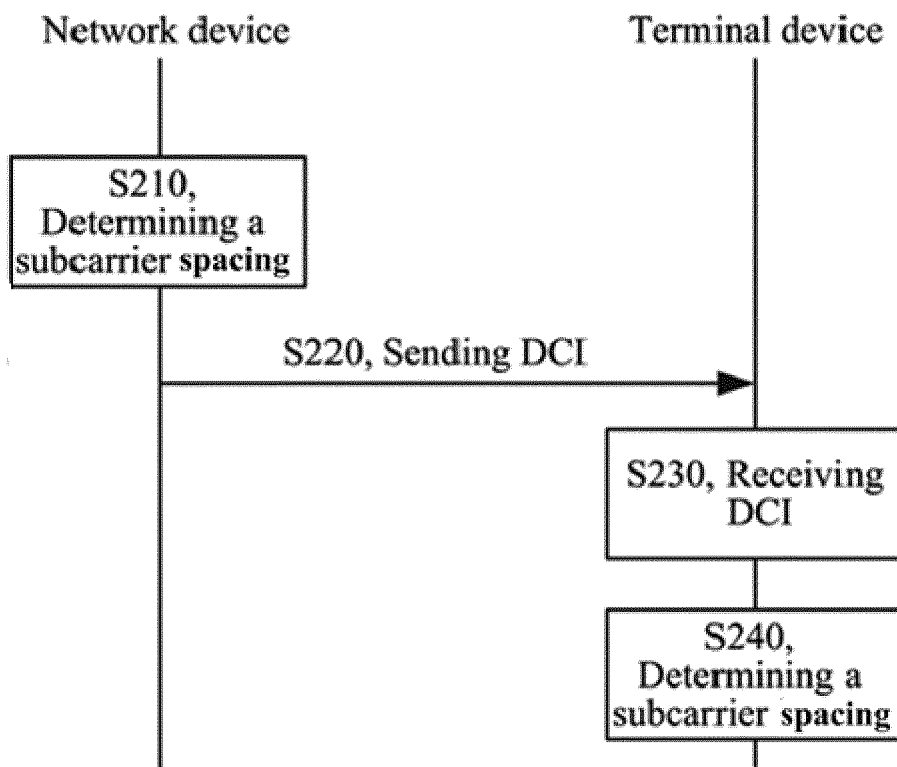 Network device
Terminal device
S210,
Determining a
subcarrier spacing
S220, Sending DCI
S230, Receiving
DCI
S240,
Determining a
subcarrier spacing